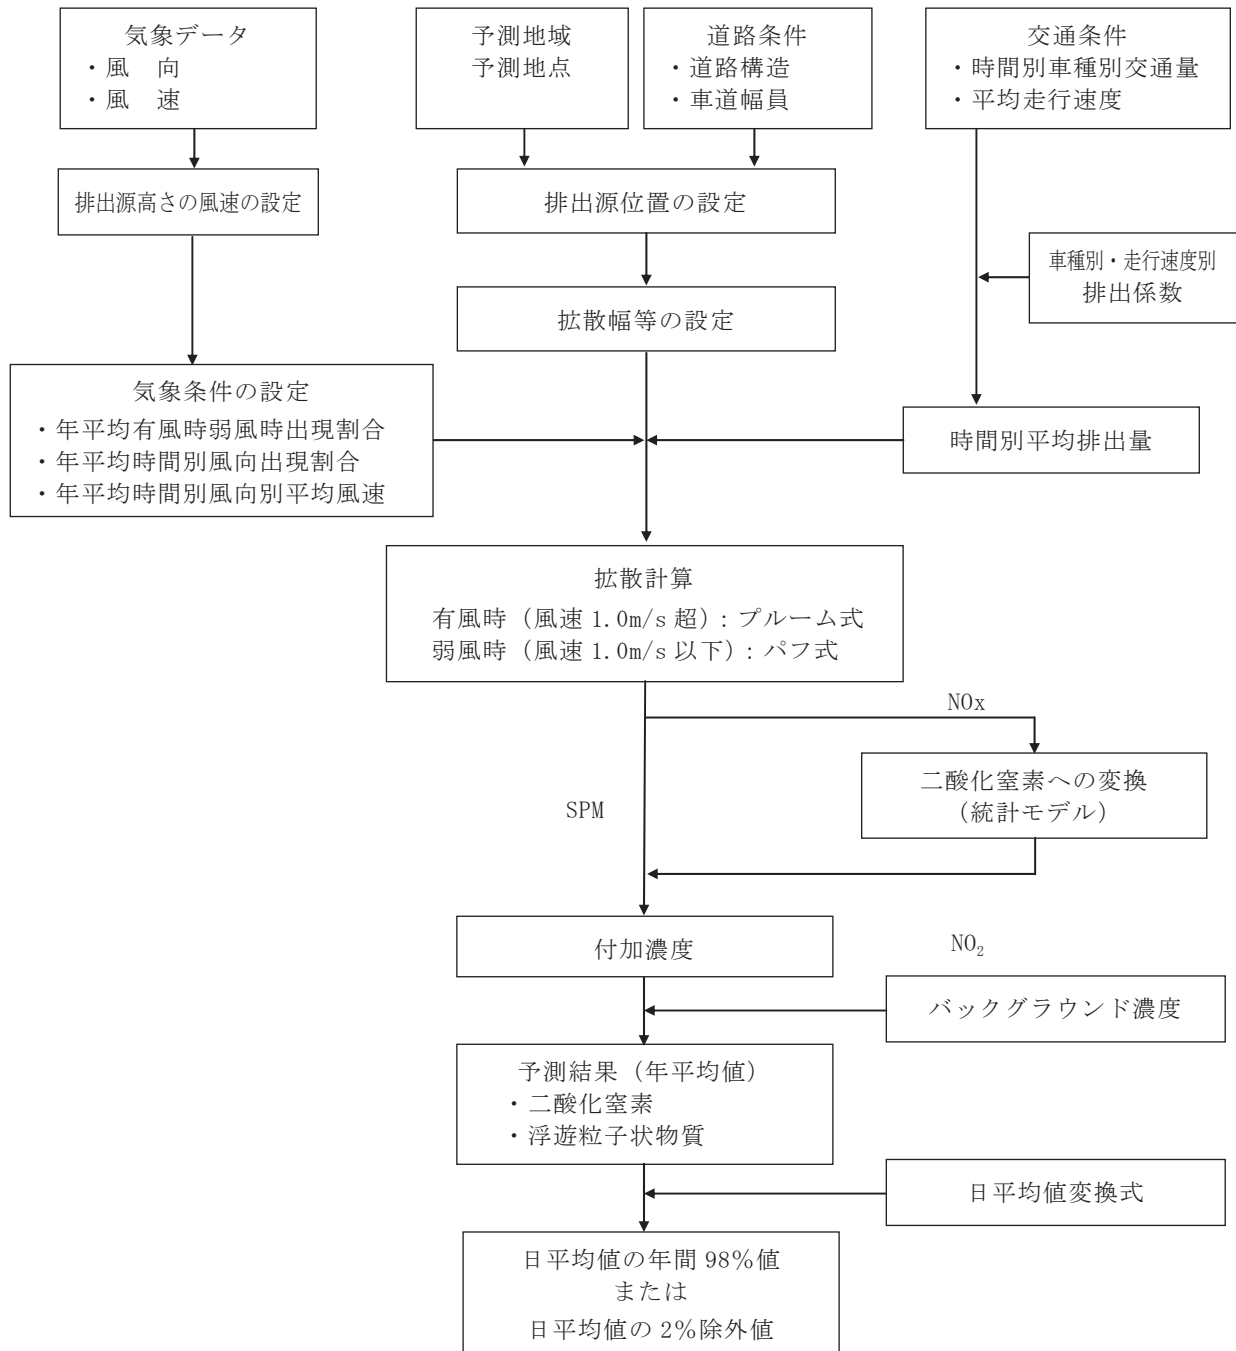 気象データ
・風　向
・風　速
予測地域
予測地点
道路条件
・道路構造
・車道幅員
交通条件
・時間別車種別交通量
・平均走行速度
排出源高さの風速の設定
排出源位置の設定
車種別・走行速度別
排出係数
拡散幅等の設定
気象条件の設定
・年平均有風時弱風時出現割合
・年平均時間別風向出現割合
・年平均時間別風向別平均風速
時間別平均排出量
拡散計算
有風時（風速 1.0m/s 超）：プルーム式
弱風時（風速 1.0m/s 以下）：パフ式
NOx
二酸化窒素への変換
（統計モデル）
SPM
付加濃度
NO₂
バックグラウンド濃度
予測結果（年平均値）
・二酸化窒素
・浮遊粒子状物質
日平均値変換式
日平均値の年間 98％値
または
日平均値の 2％除外値